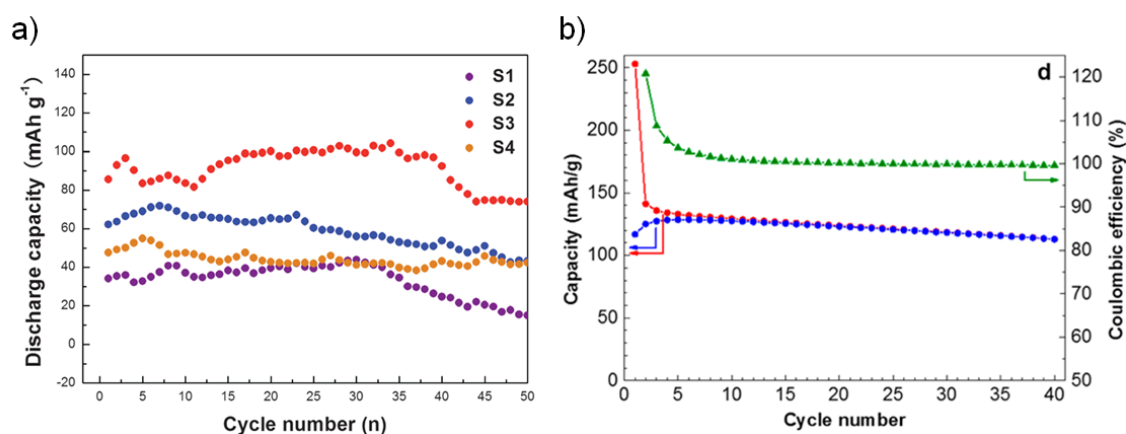 a)
Discharge capacity (mAh g⁻¹)
140
120
100
80
60
40
20
0
-20
S1
S2
S3
S4
0 5 10 15 20 25 30 35 40 45 50
Cycle number (n)
b)
d
Capacity (mAh/g)
250
200
150
100
50
0
0 5 10 15 20 25 30 35 40
Cycle number
120
110
100
90
80
70
60
50
Coulombic efficiency (%)